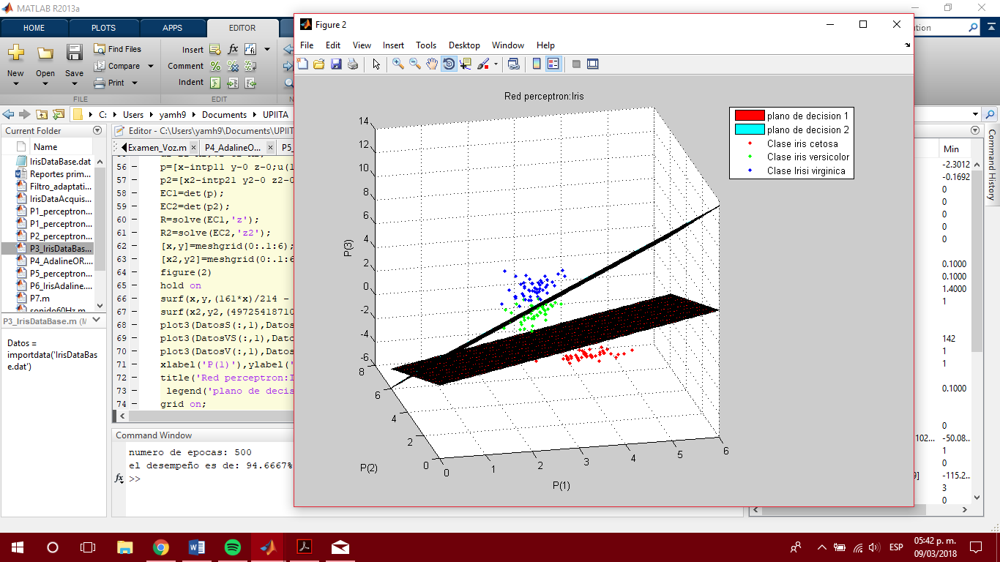 MATLAB R2013a
HOME PLOTS APPS EDITOR
New Open Save
Find Files
Compare
Print
Insert
Comment
Indent
FILE EDIT
C: Users yamh9 Documents UPIITA
Current Folder
Name
IrisDataBase.dat
Reportes prim...
Filtro_adaptati...
IrisDataAcquis...
P1_perceptron...
P1_perceptron...
P2_perceptron...
P3_IrisDataBas...
P4_AdalineOR....
P5_perceptron...
P6_IrisAdaline....
P7.m
sonido60Hz.m
P3_IrisDataBase.m (M
Datos =
importdata('IrisDataBas
e.dat')
Editor - C:\Users\yamh9\Documents\UPIIT
Examen_Voz.m × P4_AdalineO... × P5_
56 – p=[x-intp11 y-0 z-0;u(1
57 – p2=[x2-intp21 y2-0 z2-0
58 – EC1=det(p);
59 – EC2=det(p2);
60 – R=solve(EC1,'z');
61 – R2=solve(EC2,'z2');
62 – [x,y]=meshgrid(0:.1:6);
63 – [x2,y2]=meshgrid(0:.1:6
64 – figure(2)
65 – hold on
66 – surf(x,y,(161*x)/214 -
67 – surf(x2,y2,(49725418710
68 – plot3(DatosS(:,1),Datos
69 – plot3(DatosVS(:,1),Dato
70 – plot3(DatosV(:,1),Datos
71 – xlabel('P(1)'),ylabel('
72 – title('Red perceptron:I
73 – legend('plano de decis
74 – grid on;
Command Window
numero de epocas: 500
el desempeño es de: 94.6667%
fx >>
Figure 2
File Edit View Insert Tools Desktop Window Help
Red perceptron:Iris
plano de decision 1
plano de decision 2
Clase iris cetosa
Clase iris versicolor
Clase Irisi virginica
P(3)
14
12
10
8
6
4
2
0
-2
-4
-6
8
6
4
2
0
P(2)
0 1 2 3 4 5 6
P(1)
Min
-2.3012
-0.1692
0
0
0
0
0
0.1000
0.1000
1.4000
1
142
1
1
0.1000
0
102... -50.08...
1
0
9] -115.2...
3
0
Command History
ESP
05:42 p. m.
09/03/2018